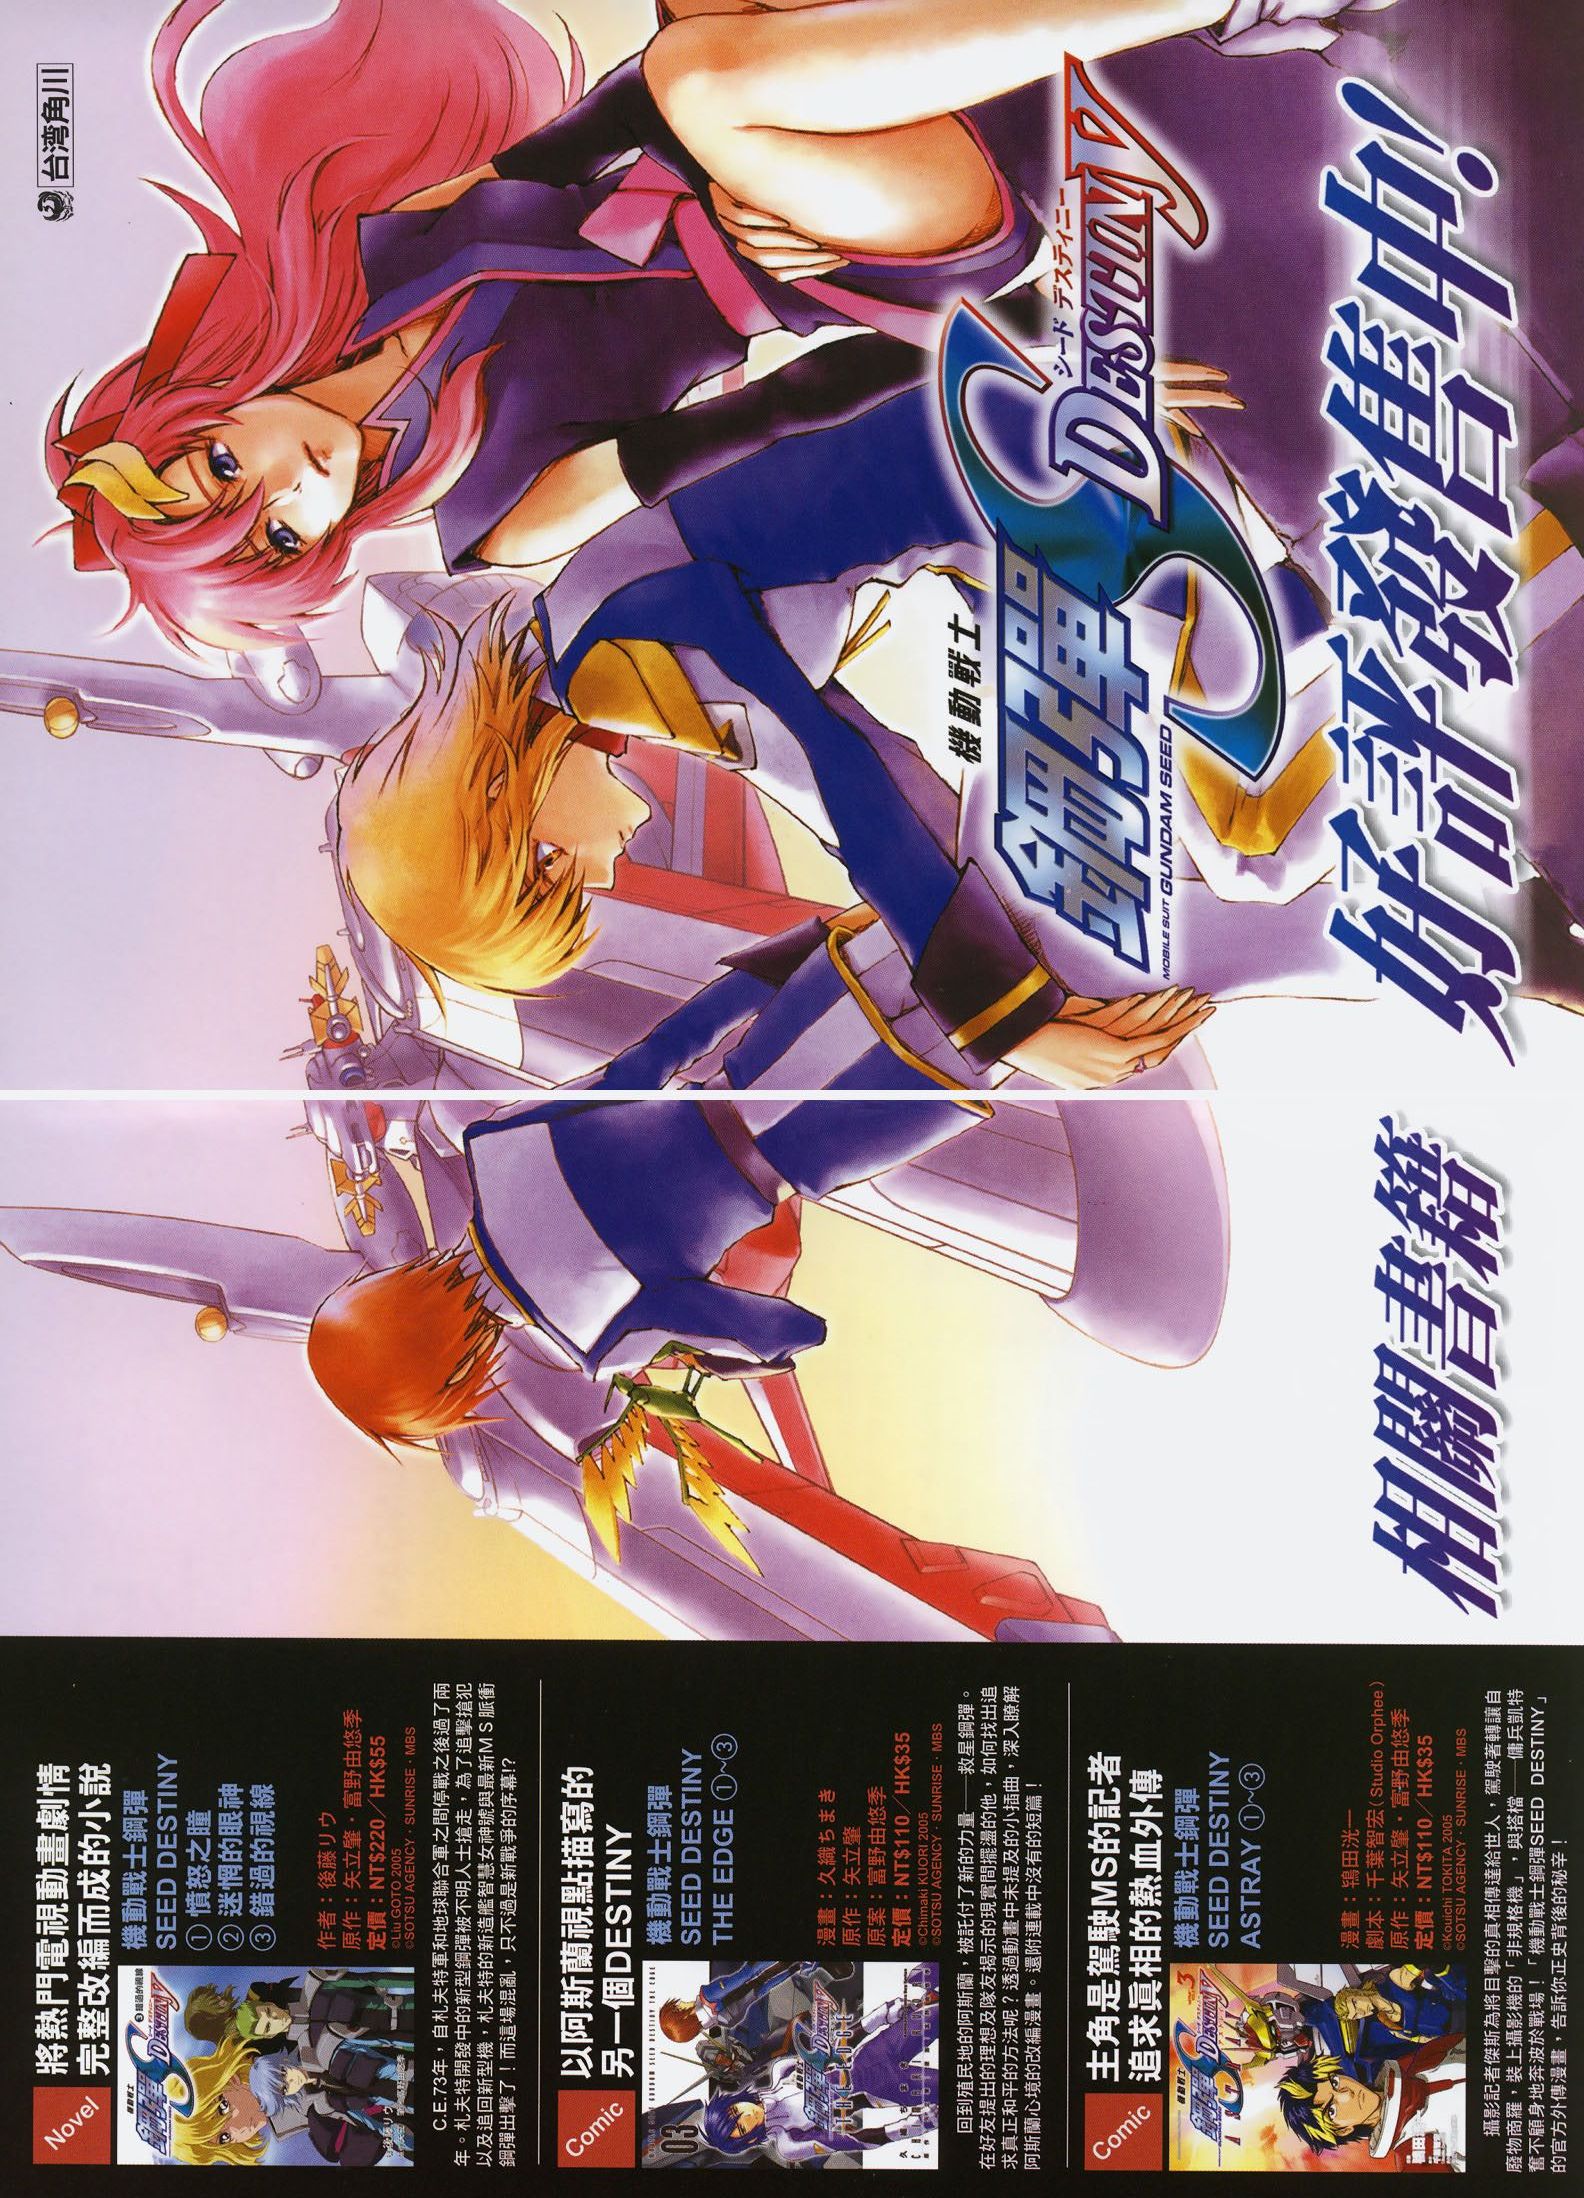 台湾角川
機動戰士
鋼彈
シード デスティニー
SEED DESTINY
MOBILE SUIT GUNDAM SEED
相關書籍
好評發售中!
Novel
將熱門電視動畫劇情
完整改編而成的小說
機動戰士鋼彈
SEED DESTINY
① 憤怒之瞳
② 迷惘的眼神
③ 錯過的視線
作者：後藤リウ
原作：矢立肇・富野由悠季
定價：NT$220／HK$55
©Liu GOTO 2005
©SOTSU AGENCY・SUNRISE・MBS
C.E.73年，自札夫特軍和地球聯合軍之間停戰之後過了兩
年。札夫特開發中的新型鋼彈被不明人士搶走，為了追擊搶犯
以及追回新型機，札夫特的新造艦智慧女神號與最新MS脈衝
鋼彈出擊了！而這場混亂，只不過是新戰爭的序幕!?
Comic
以阿斯蘭視點描寫的
另一個DESTINY
機動戰士鋼彈
SEED DESTINY
THE EDGE ①~③
漫畫：久織ちまき
原作：矢立肇
原案：富野由悠季
定價：NT$110／HK$35
©Chimaki KUORI 2005
©SOTSU AGENCY・SUNRISE・MBS
回到殖民地的阿斯蘭，被託付了新的力量——救星鋼彈。
在好友提出的理想及隊友揭示的現實間擺盪的他，如何找出追
求真正和平的方法呢？透過動畫中未提及的小插曲，深入瞭解
阿斯蘭心境的改編漫畫。還附連載中沒有的短篇！
Comic
主角是駕駛MS的記者
追求真相的熱血外傳
機動戰士鋼彈
SEED DESTINY
ASTRAY ①~③
漫畫：鴇田洸一
劇本：千葉智宏（Studio Orphee）
原作：矢立肇・富野由悠季
定價：NT$110／HK$35
©Kouichi TOKITA 2005
©SOTSU AGENCY・SUNRISE・MBS
攝影記者傑斯為將目擊的真相傳達給世人，駕駛著轉讓自
廢物商羅，裝上攝影機的「非規格機」，與搭檔——傭兵凱特
奮不顧身地奔波於戰場！「機動戰士鋼彈SEED DESTINY」
的官方外傳漫畫，告訴你正史背後的秘辛！